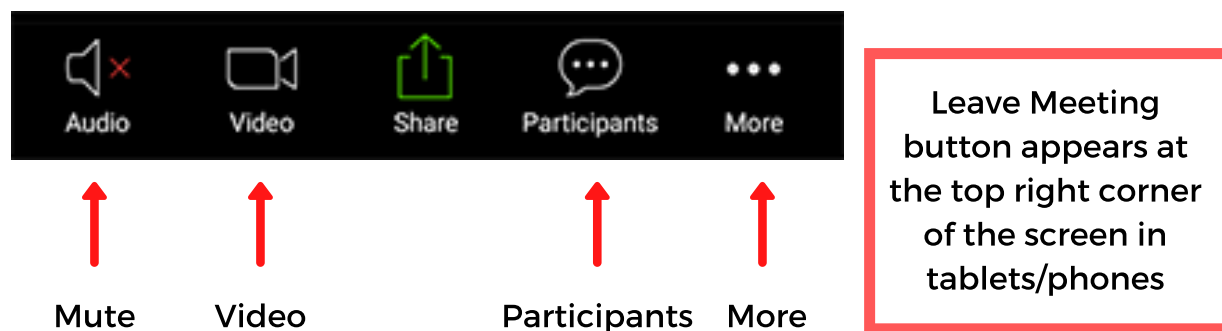 Audio Video Share Participants More
Mute Video Participants More
Leave Meeting
button appears at
the top right corner
of the screen in
tablets/phones